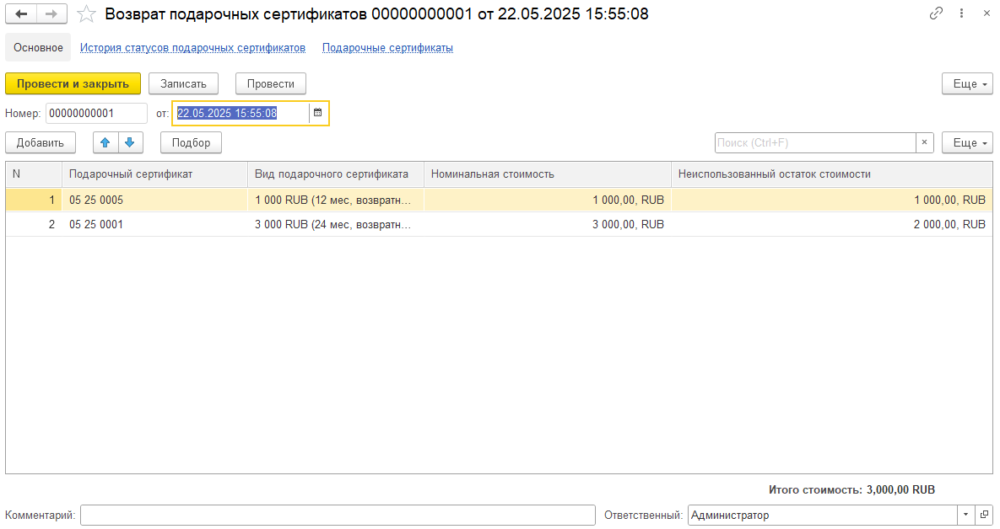 Возврат подарочных сертификатов 00000000001 от 22.05.2025 15:55:08
Основное История статусов подарочных сертификатов Подарочные сертификаты
Провести и закрыть Записать Провести Еще
Номер: 00000000001 от: 22.05.2025 15:55:08
Добавить Подбор Поиск (Ctrl+F) × Еще
N Подарочный сертификат Вид подарочного сертификата Номинальная стоимость Неиспользованный остаток стоимости
1 05 25 0005 1 000 RUB (12 мес, возвратн... 1 000,00, RUB 1 000,00, RUB
2 05 25 0001 3 000 RUB (24 мес, возвратн... 3 000,00, RUB 2 000,00, RUB
Итого стоимость: 3,000,00 RUB
Комментарий: Ответственный: Администратор